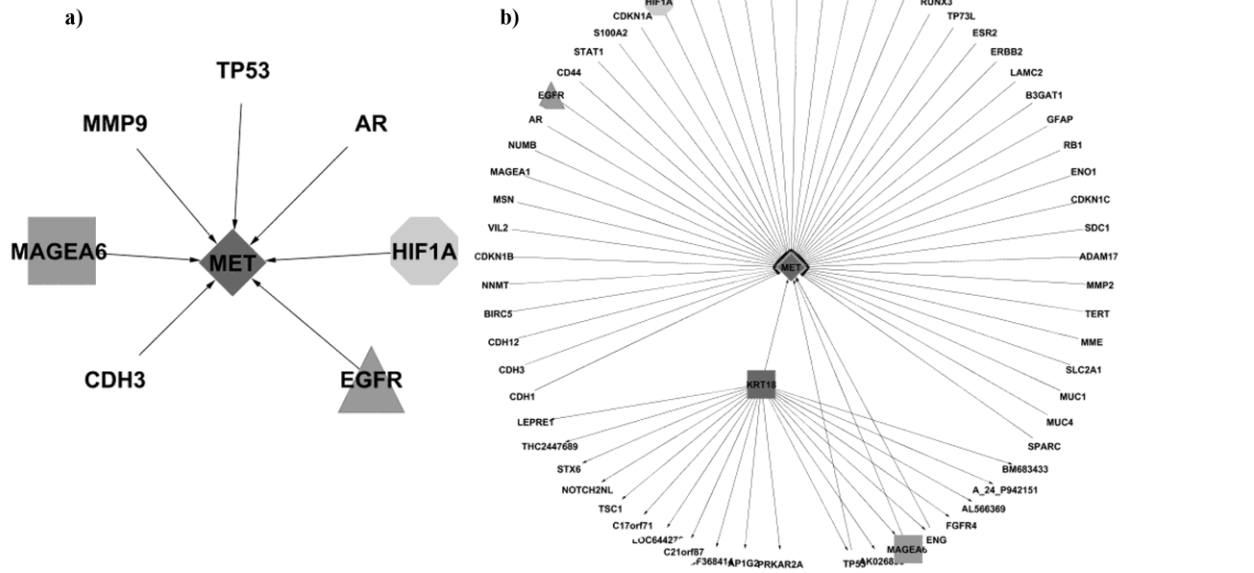 a)
TP53
MMP9
AR
MAGEA6
MET
HIF1A
CDH3
EGFR
b)
HIF1A
RUNX3
CDKN1A
TP73L
S100A2
ESR2
STAT1
ERBB2
CD44
LAMC2
EGFR
B3GAT1
AR
GFAP
NUMB
RB1
MAGEA1
ENO1
MSN
CDKN1C
VIL2
SDC1
CDKN1B
MET
ADAM17
NNMT
MMP2
BIRC5
TERT
CDH12
MME
CDH3
SLC2A1
KRT18
CDH1
MUC1
LEPRE1
MUC4
THC2447689
SPARC
STX6
BM683433
NOTCH2NL
A_24_P942151
TSC1
AL566369
C17orf71
FGFR4
ENG
C21orf87
MAGEA6
AP1G2
PRKAR2A
TP53